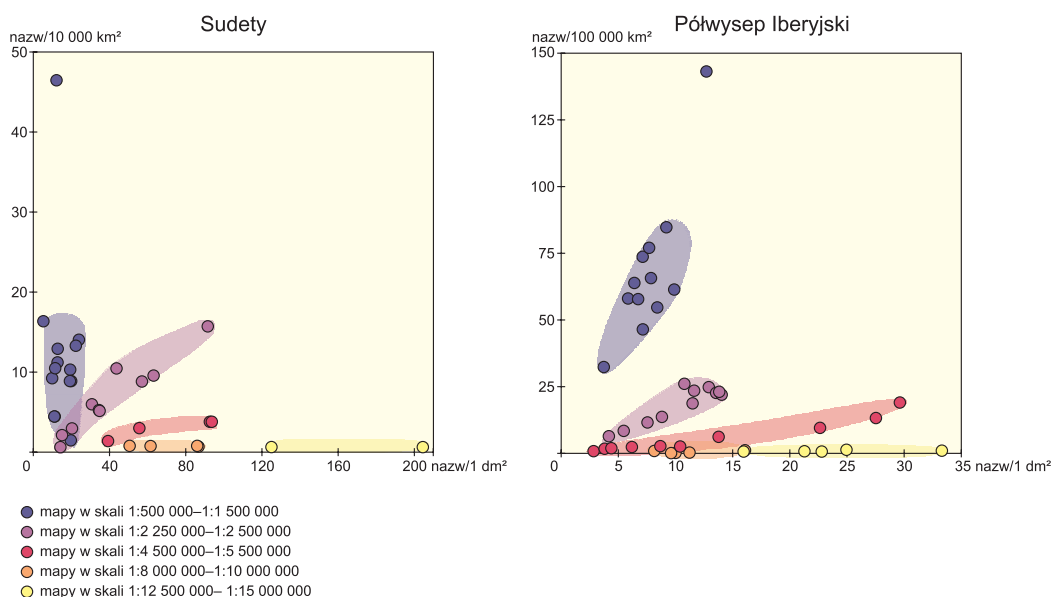 Sudety
nazw/10 000 km²
50
40
30
20
10
0 40 80 120 160 200 nazw/1 dm²
Półwysep Iberyjski
nazw/100 000 km²
150
125
100
75
50
25
0 5 10 15 20 25 30 35 nazw/1 dm²
mapy w skali 1:500 000–1:1 500 000
mapy w skali 1:2 250 000–1:2 500 000
mapy w skali 1:4 500 000–1:5 500 000
mapy w skali 1:8 000 000–1:10 000 000
mapy w skali 1:12 500 000– 1:15 000 000